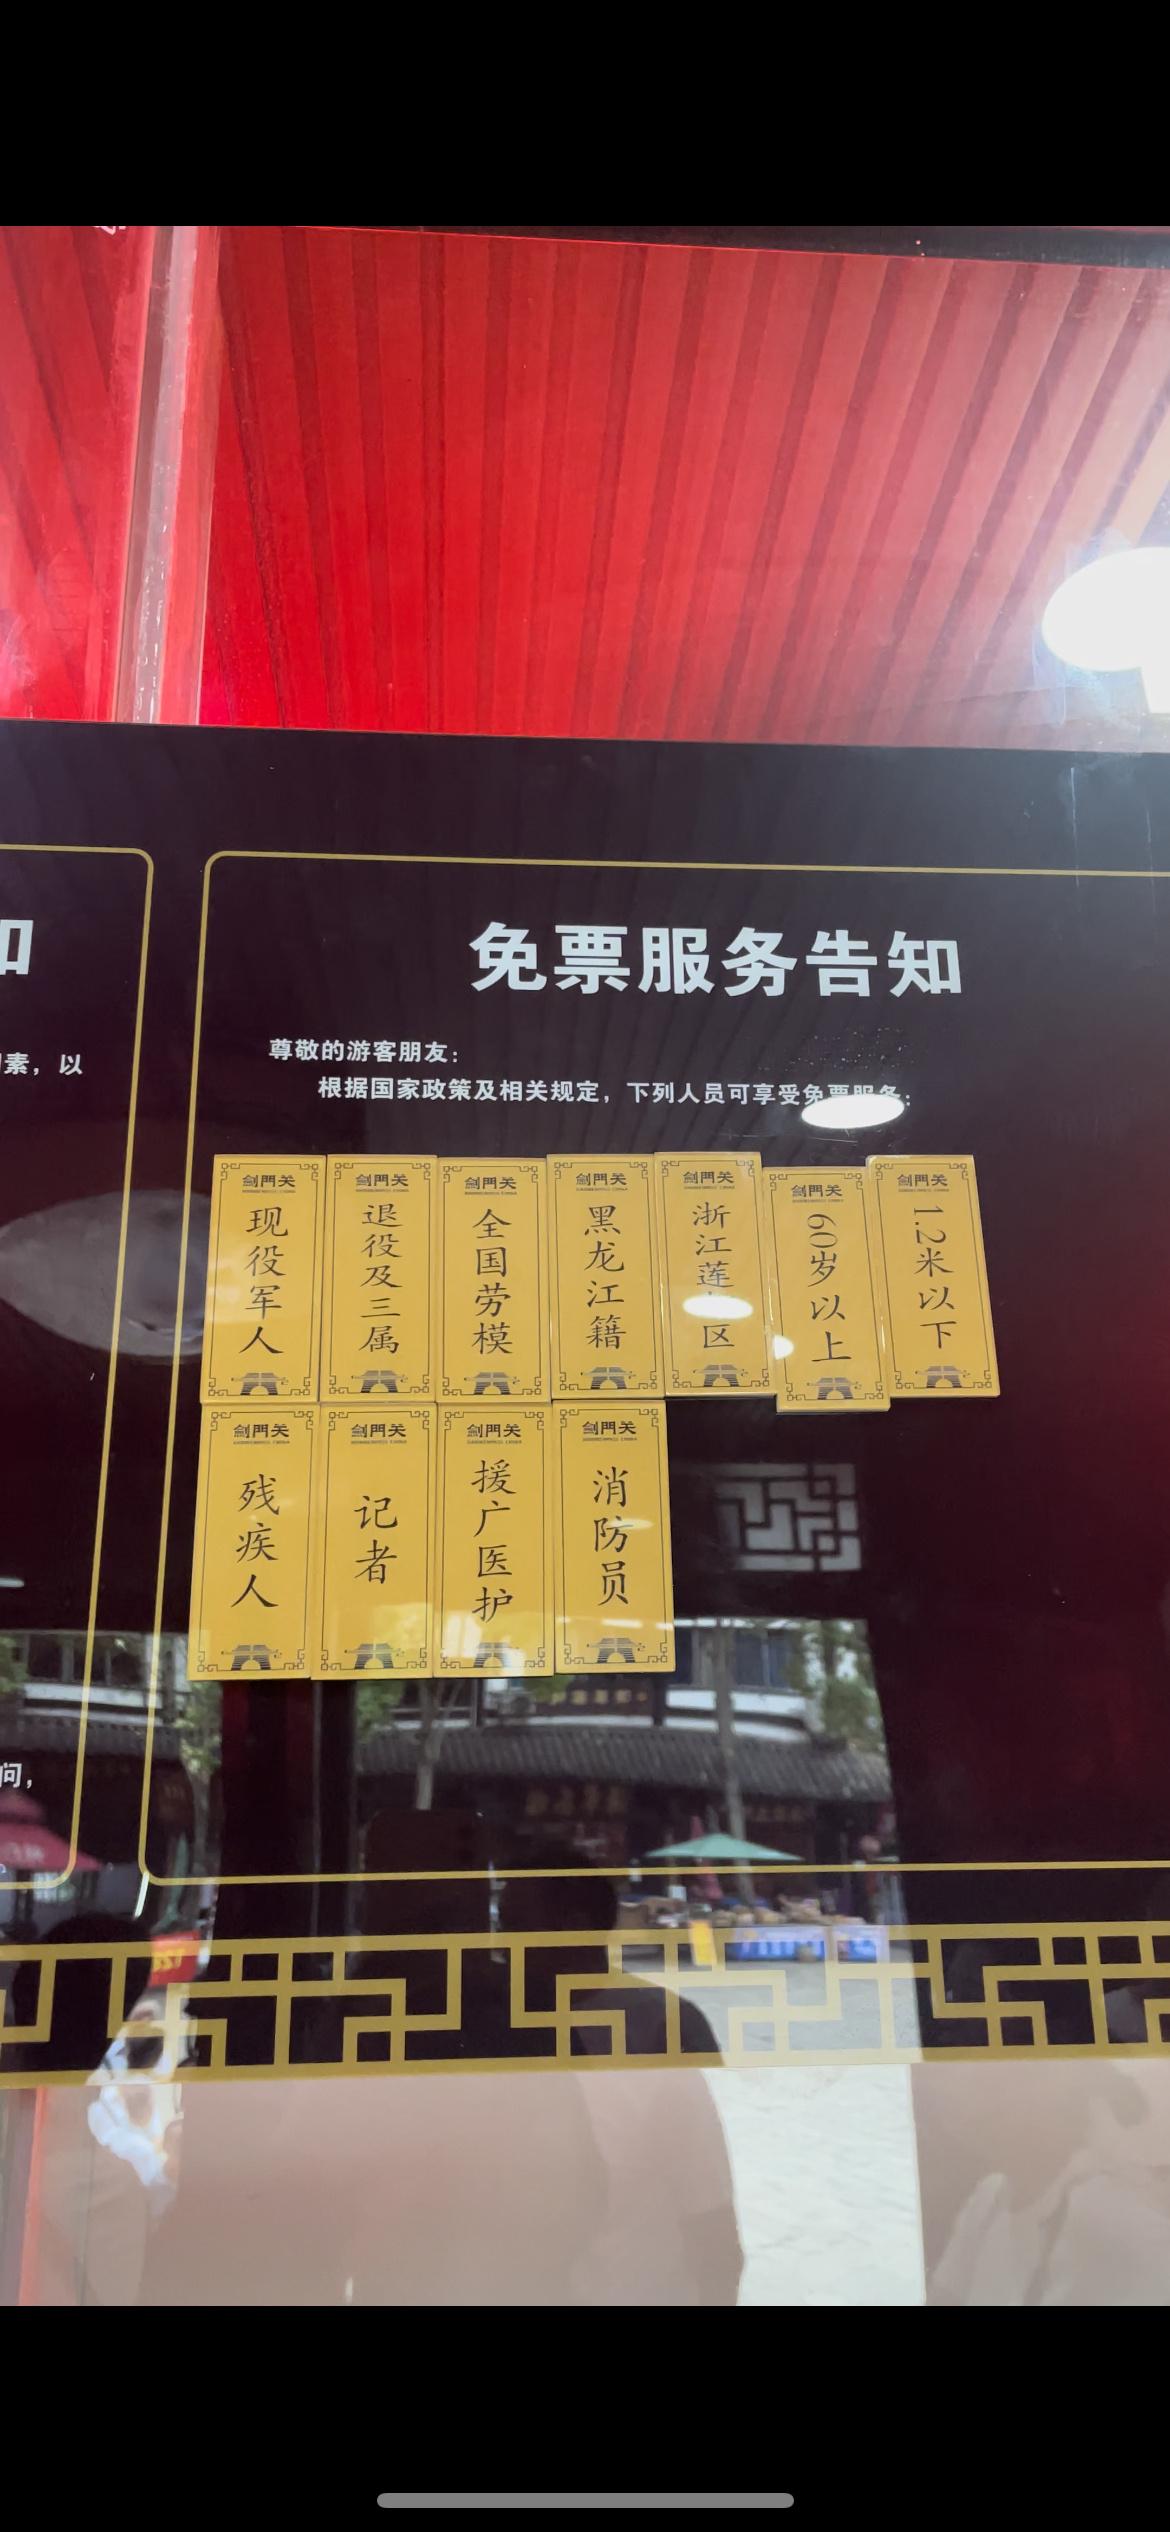 免票服务告知
尊敬的游客朋友：
根据国家政策及相关规定，下列人员可享受免票服务：
剑門关
现役军人
剑門关
退役及三属
剑門关
全国劳模
剑門关
黑龙江籍
剑門关
浙江莲 区
剑門关
60岁以上
剑門关
1.2米以下
剑門关
残疾人
剑門关
记者
剑門关
援广医护
剑門关
消防员
素，以
问，